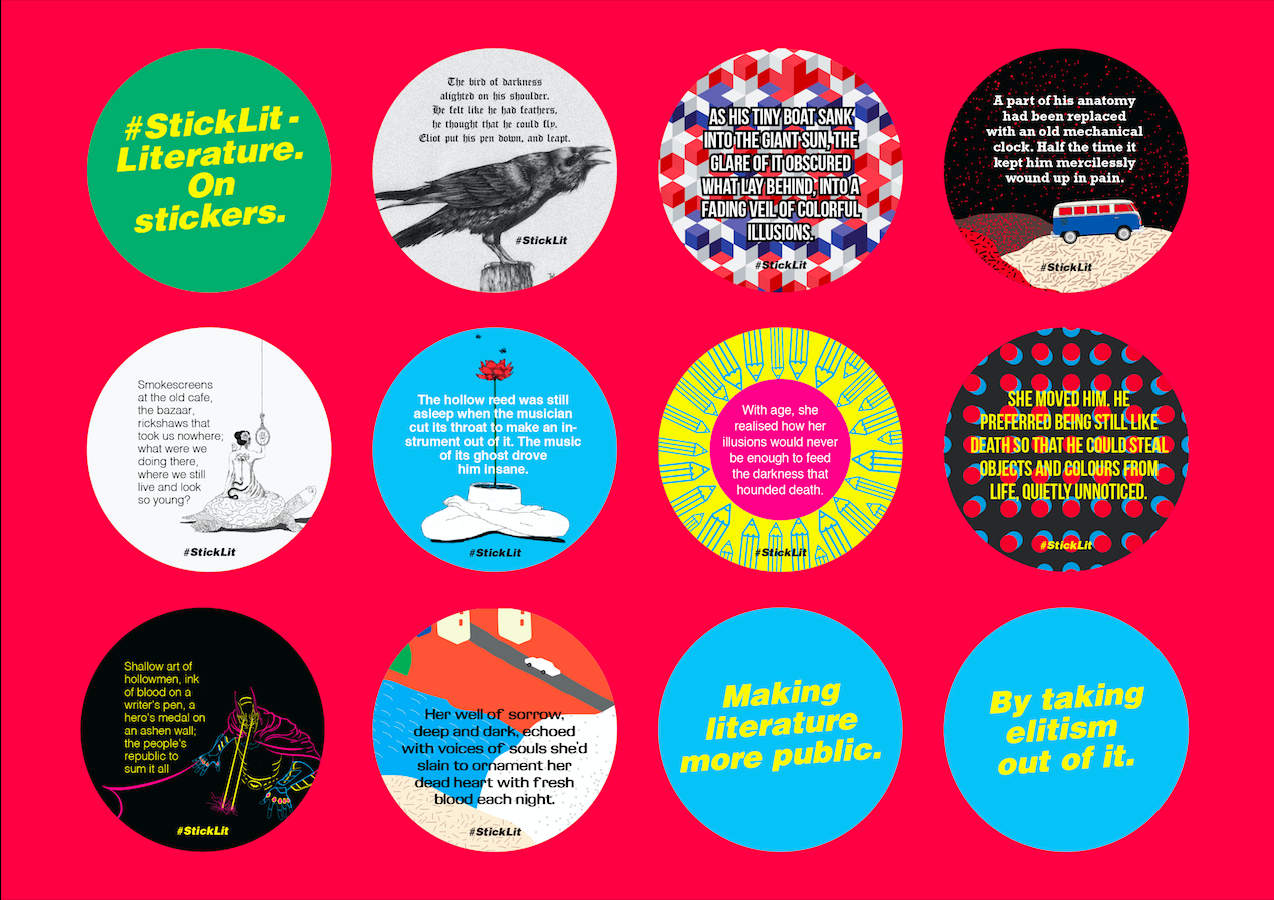 #StickLit -
Literature.
On
stickers.
The bird of darkness
alighted on his shoulder.
He felt like he had feathers,
he thought that he could fly.
Eliot put his pen down, and leapt.
#StickLit
AS HIS TINY BOAT SANK
INTO THE GIANT SUN, THE
GLARE OF IT OBSCURED
WHAT LAY BEHIND, INTO A
FADING VEIL OF COLORFUL
ILLUSIONS.
#StickLit
A part of his anatomy
had been replaced
with an old mechanical
clock. Half the time it
kept him mercilessly
wound up in pain.
#StickLit
Smokescreens
at the old cafe,
the bazaar,
rickshaws that
took us nowhere;
what were we
doing there,
where we still
live and look
so young?
#StickLit
The hollow reed was still
asleep when the musician
cut its throat to make an in-
strument out of it. The music
of its ghost drove
him insane.
#StickLit
With age, she
realised how her
illusions would never
be enough to feed
the darkness that
hounded death.
#StickLit
SHE MOVED HIM. HE
PREFERRED BEING STILL LIKE
DEATH SO THAT HE COULD STEAL
OBJECTS AND COLOURS FROM
LIFE, QUIETLY UNNOTICED.
#StickLit
Shallow art of
hollowmen, ink
of blood on a
writer's pen, a
hero's medal on
an ashen wall;
the people's
republic to
sum it all
#StickLit
Her well of sorrow,
deep and dark, echoed
with voices of souls she'd
slain to ornament her
dead heart with fresh
blood each night.
#StickLit
Making
literature
more public.
By taking
elitism
out of it.